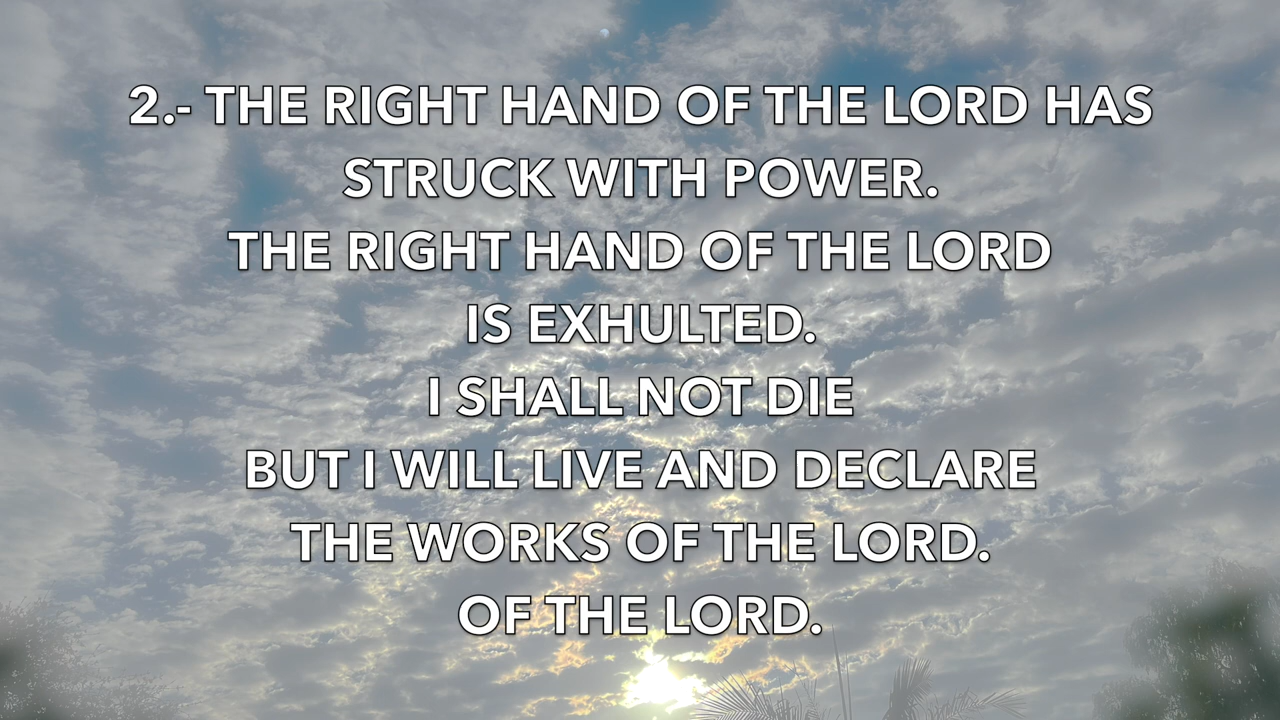 2.- THE RIGHT HAND OF THE LORD HAS
STRUCK WITH POWER.
THE RIGHT HAND OF THE LORD
IS EXHULTED.
I SHALL NOT DIE
BUT I WILL LIVE AND DECLARE
THE WORKS OF THE LORD.
OF THE LORD.